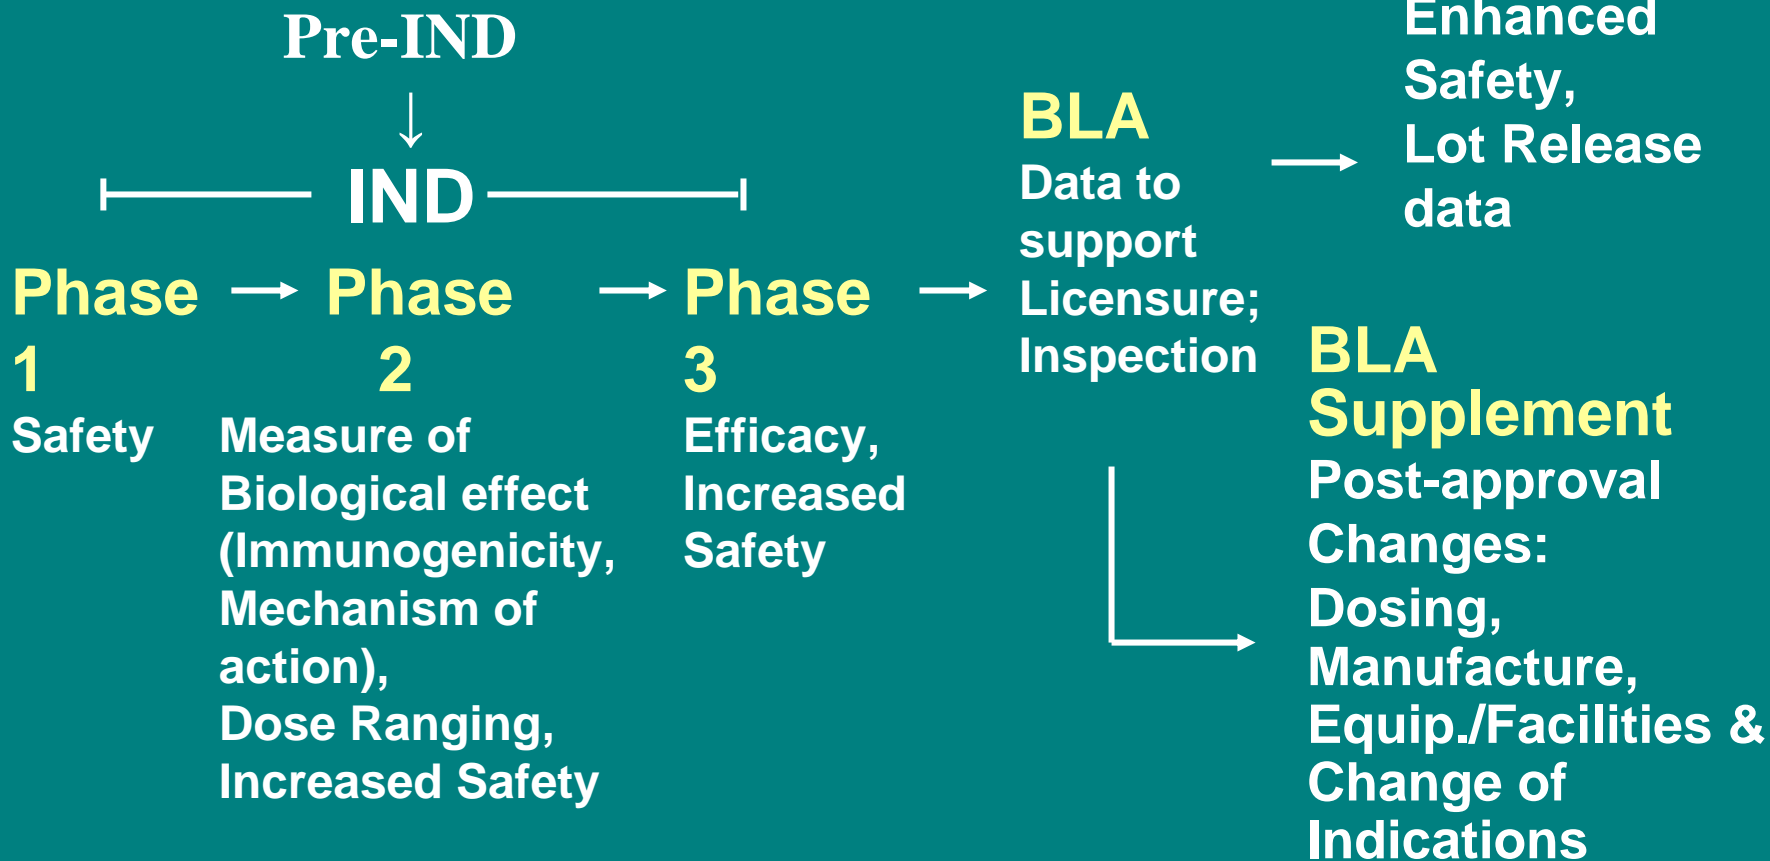 Pre-IND
↓
IND
Phase
1
Safety
→
Phase
2
Measure of
Biological effect
(Immunogenicity,
Mechanism of
action),
Dose Ranging,
Increased Safety
→
Phase
3
Efficacy,
Increased
Safety
→
BLA
Data to
support
Licensure;
Inspection
→
Enhanced
Safety,
Lot Release
data
BLA
Supplement
Post-approval
Changes:
Dosing,
Manufacture,
Equip./Facilities &
Change of
Indications